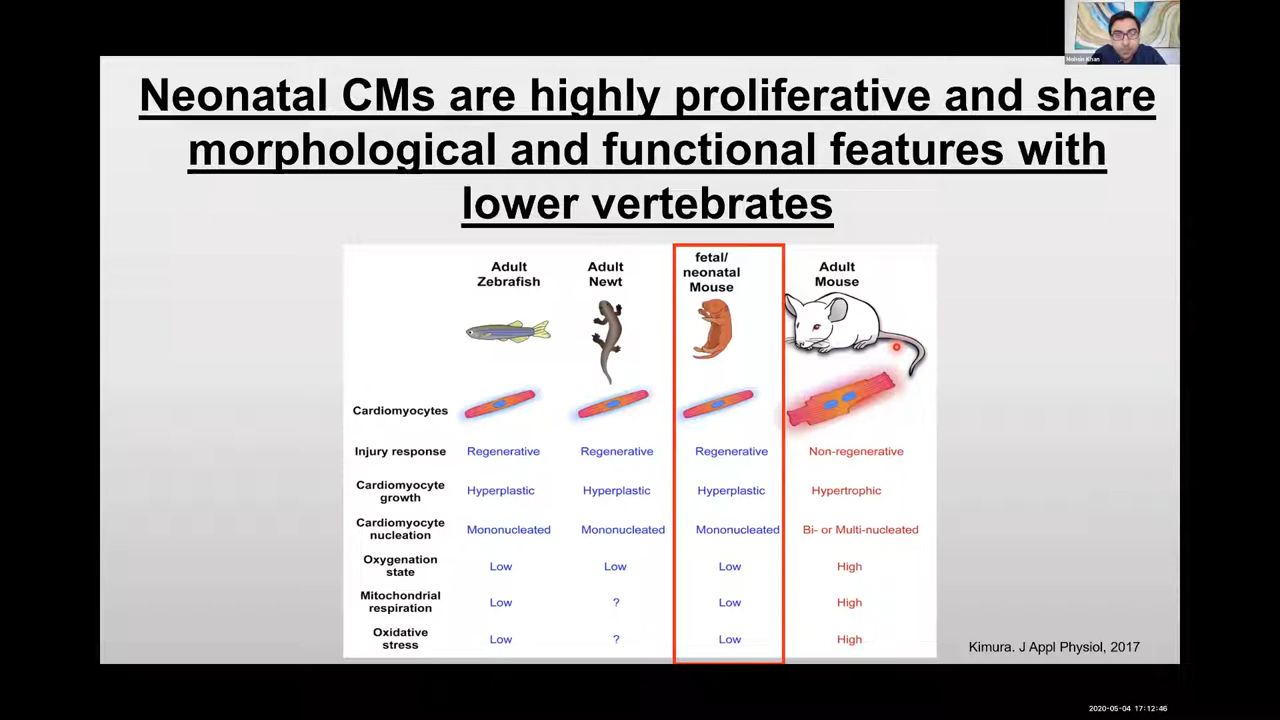 Mohsin Khan
Neonatal CMs are highly proliferative and share
morphological and functional features with
lower vertebrates
Adult
Zebrafish
Adult
Newt
fetal/
neonatal
Mouse
Adult
Mouse
Cardiomyocytes
Injury response Regenerative Regenerative Regenerative Non-regenerative
Cardiomyocyte
growth
Hyperplastic Hyperplastic Hyperplastic Hypertrophic
Cardiomyocyte
nucleation
Mononucleated Mononucleated Mononucleated Bi- or Multi-nucleated
Oxygenation
state
Low Low Low High
Mitochondrial
respiration
Low ? Low High
Oxidative
stress
Low ? Low High
Kimura. J Appl Physiol, 2017
2020-05-04 17:12:46